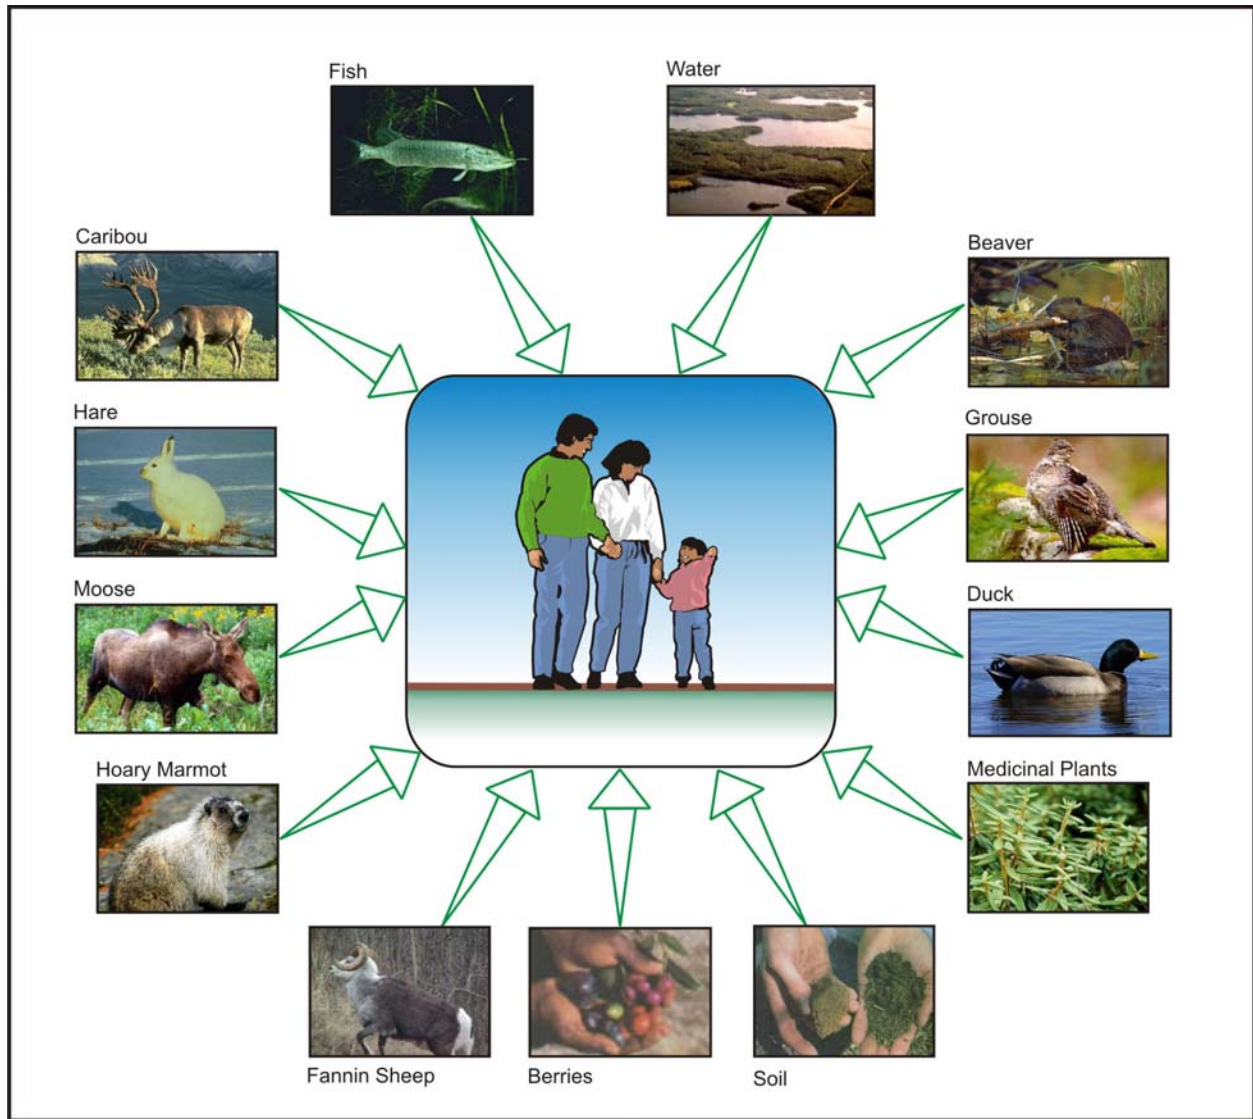 Fish
Water
Caribou
Beaver
Hare
Grouse
Moose
Duck
Hoary Marmot
Medicinal Plants
Fannin Sheep
Berries
Soil